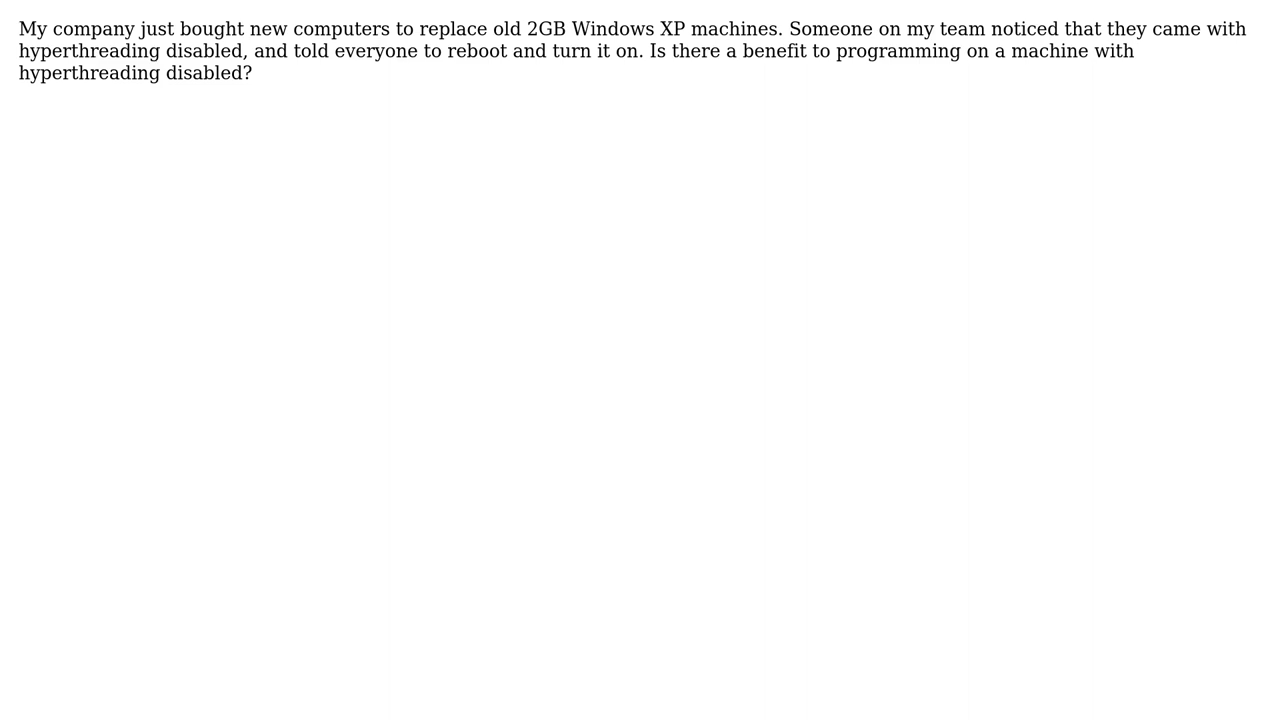 My company just bought new computers to replace old 2GB Windows XP machines. Someone on my team noticed that they came with
hyperthreading disabled, and told everyone to reboot and turn it on. Is there a benefit to programming on a machine with
hyperthreading disabled?